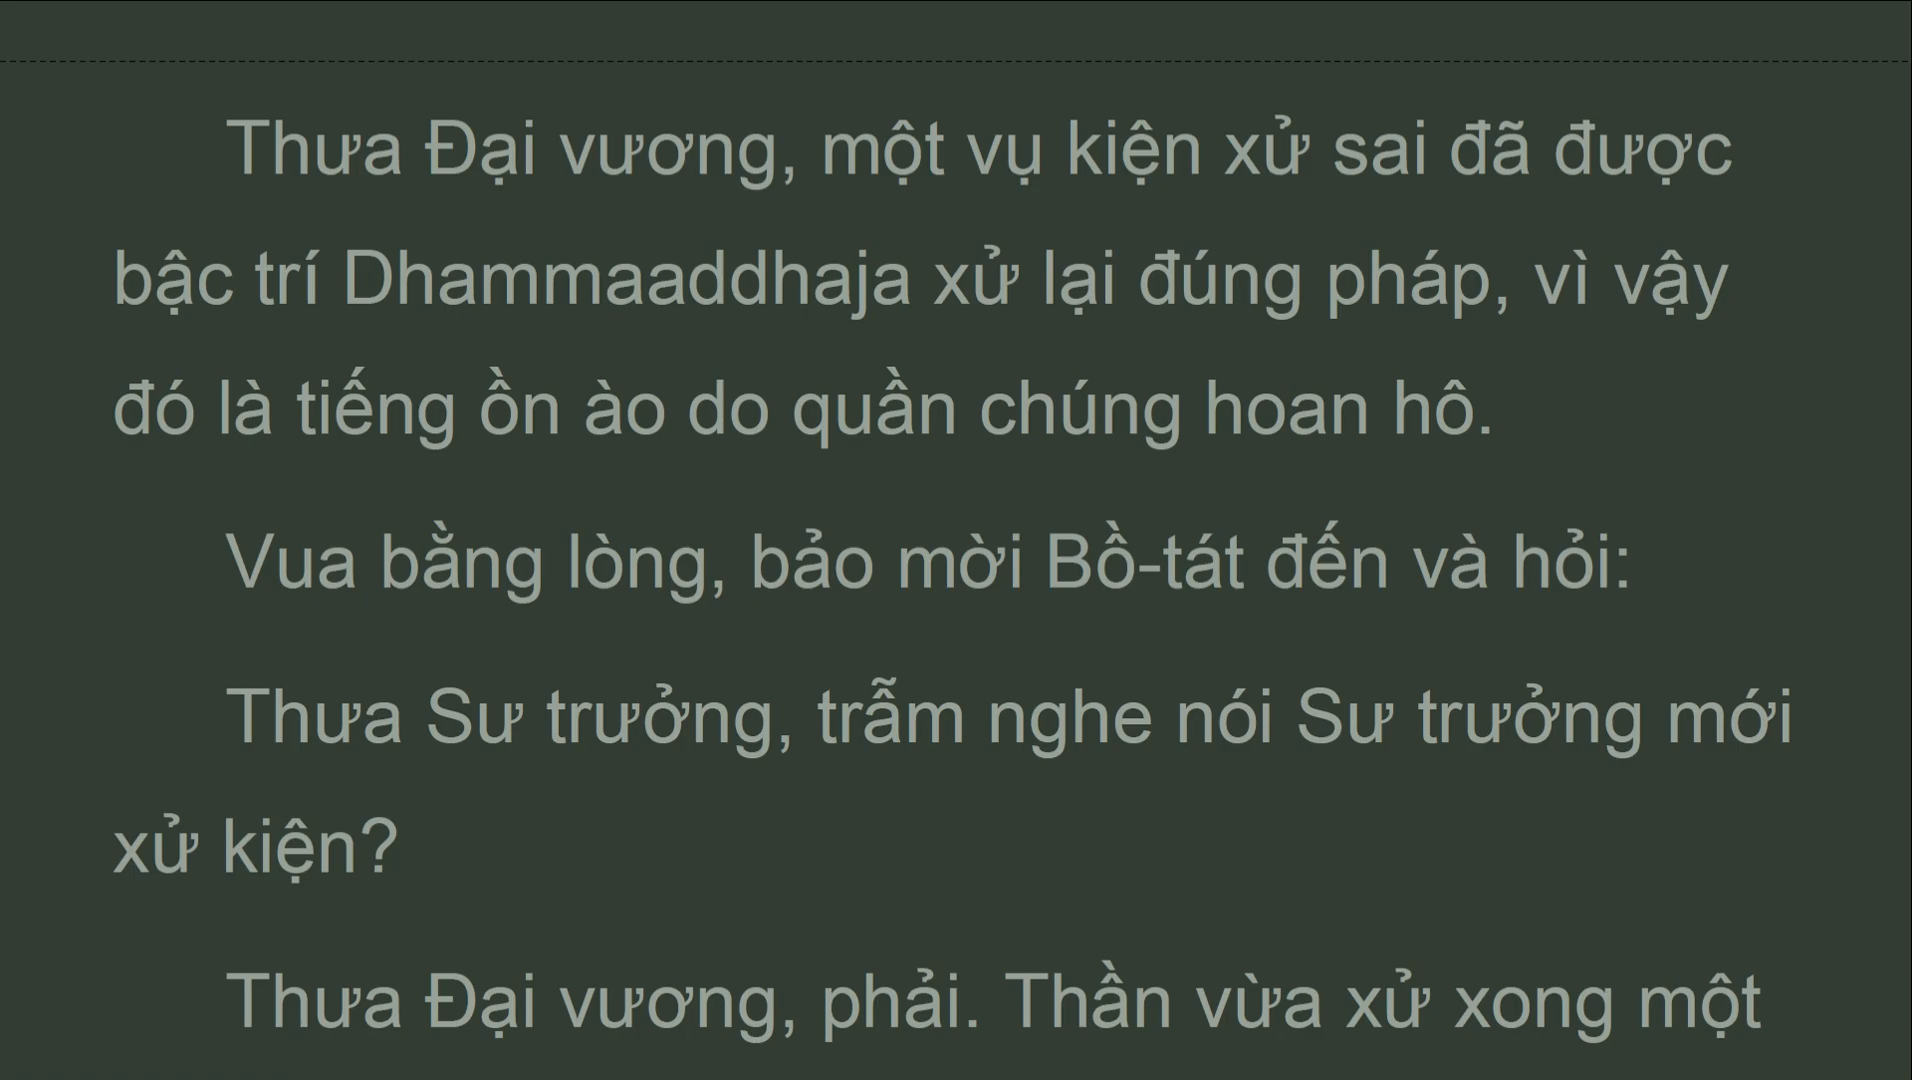 Thưa Đại vương, một vụ kiện xử sai đã được
bậc trí Dhammaaddhaja xử lại đúng pháp, vì vậy
đó là tiếng ồn ào do quần chúng hoan hô.
Vua bằng lòng, bảo mời Bồ-tát đến và hỏi:
Thưa Sư trưởng, trẫm nghe nói Sư trưởng mới
xử kiện?
Thưa Đại vương, phải. Thần vừa xử xong một